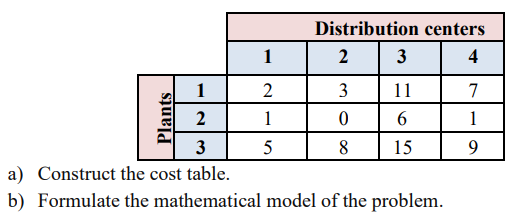 Distribution centers
1 2 3 4
Plants
1 2 3 11 7
2 1 0 6 1
3 5 8 15 9
a) Construct the cost table.
b) Formulate the mathematical model of the problem.